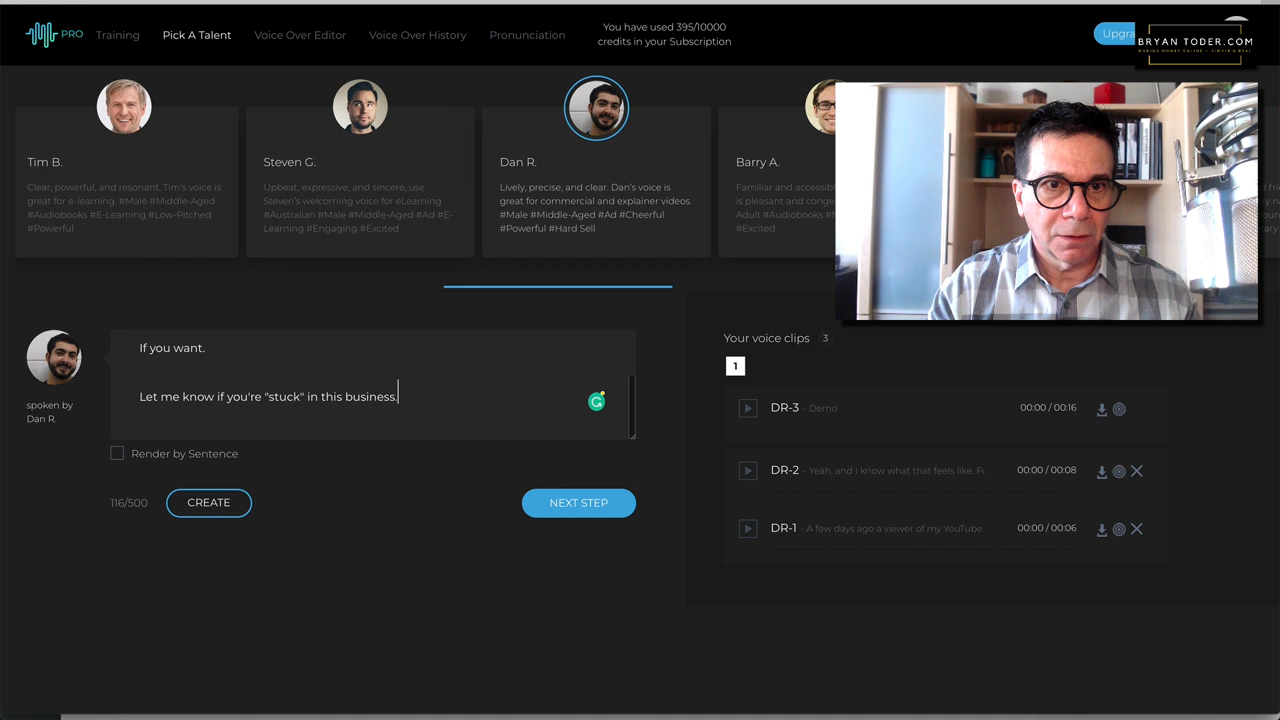 PRO
Training
Pick A Talent
Voice Over Editor
Voice Over History
Pronunciation
You have used 395/10000
credits in your Subscription
Upgra
BRYAN TODER.COM
MAKING MONEY ONLINE - SIMPLE & REAL
Tim B.
Clear, powerful, and resonant. Tim's voice is
great for e-learning. #Male #Middle-Aged
#Audiobooks #E-Learning #Low-Pitched
#Powerful
Steven G.
Upbeat, expressive, and sincere, use
Steven's welcoming voice for eLearning
#Australian #Male #Middle-Aged #Ad #E-
Learning #Engaging #Excited
Dan R.
Lively, precise, and clear. Dan's voice is
great for commercial and explainer videos.
#Male #Middle-Aged #Ad #Cheerful
#Powerful #Hard Sell
Barry A.
Familiar and accessib
is pleasant and conge
Adult #Audiobooks #M
#Excited
If you want.
Let me know if you're "stuck" in this business.
spoken by
Dan R.
Render by Sentence
116/500
CREATE
NEXT STEP
Your voice clips 3
1
DR-3 - Demo 00:00 / 00:16
DR-2 - Yeah, and I know what that feels like. Fr 00:00 / 00:08
DR-1 - A few days ago a viewer of my YouTube 00:00 / 00:06